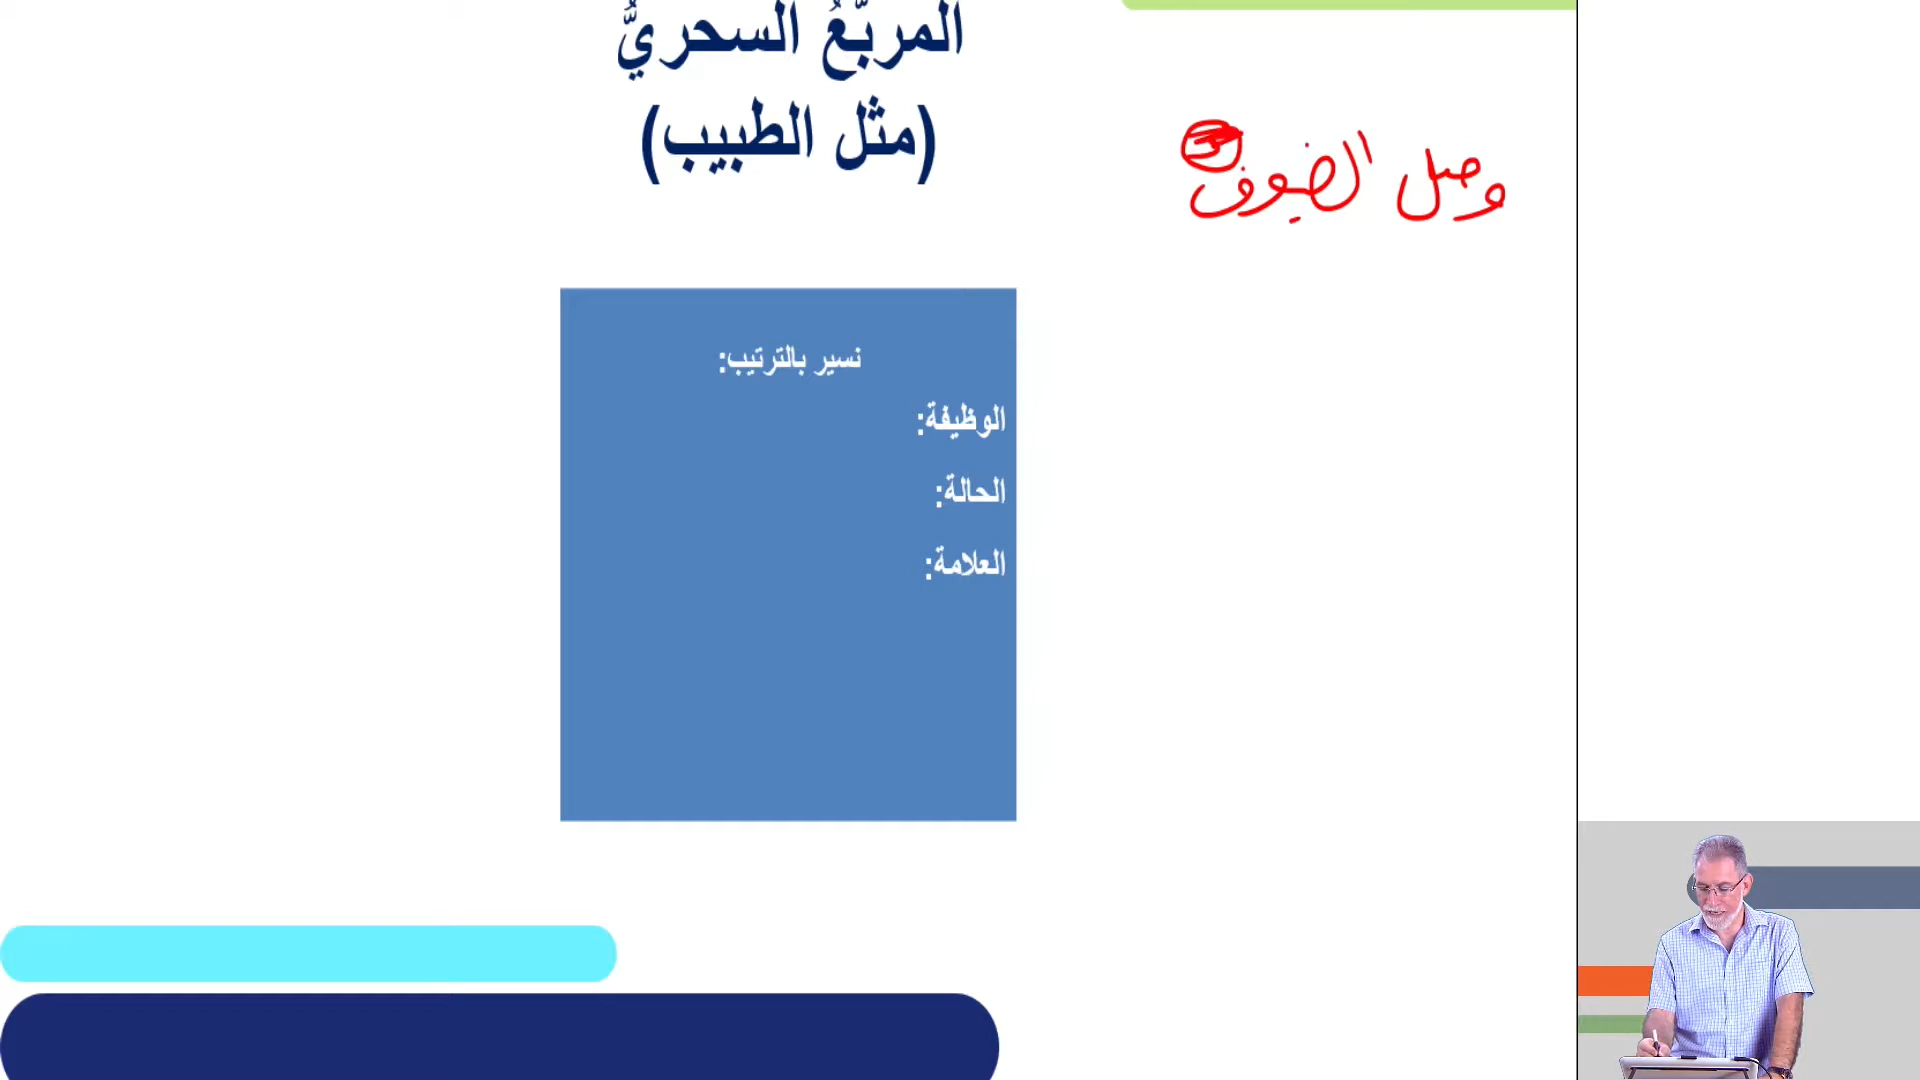 المربَّعُ السحريُّ
(مثل الطبيب)
وصل الضيوف
نسير بالترتيب:
الوظيفة:
الحالة:
العلامة: